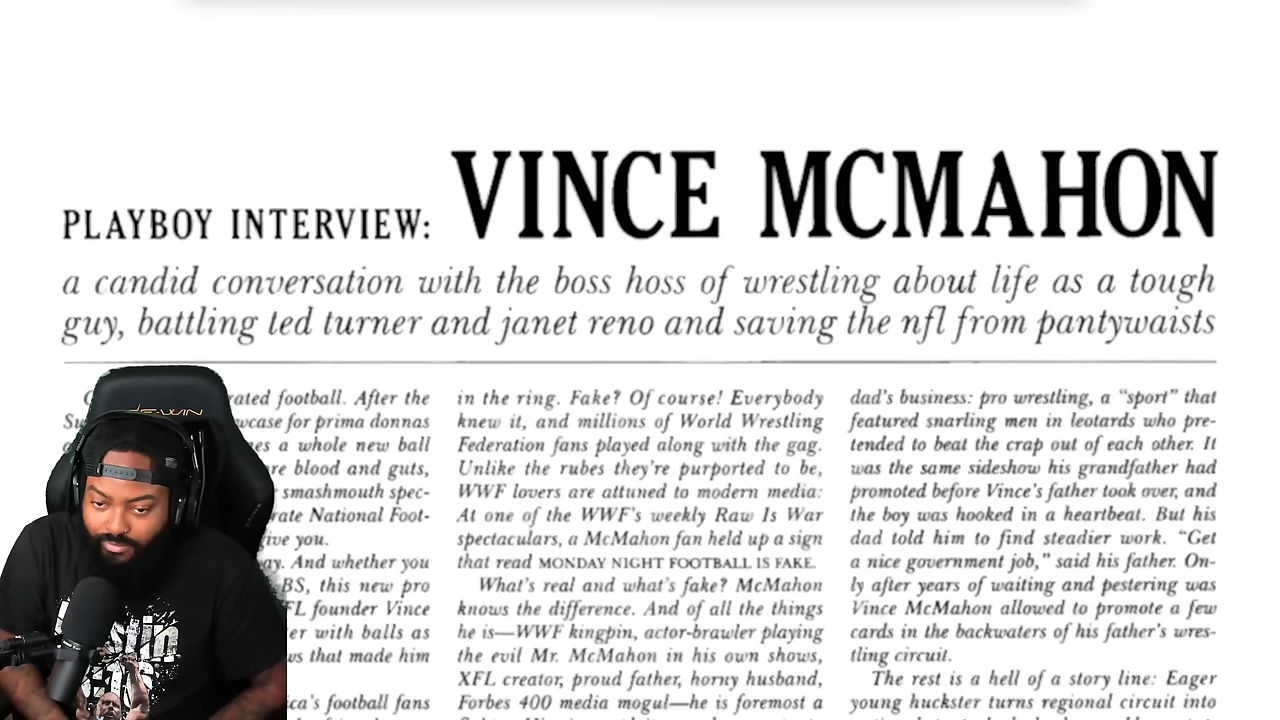 PLAYBOY INTERVIEW: VINCE MCMAHON
a candid conversation with the boss hoss of wrestling about life as a tough
guy, battling ted turner and janet reno and saving the nfl from pantywaists
football. After the
for prima donnas
a whole new ball
blood and guts,
smashmouth spec-
National Foot-
you.
And whether you
this new pro
founder Vince
with balls as
that made him
football fans
in the ring. Fake? Of course! Everybody
knew it, and millions of World Wrestling
Federation fans played along with the gag.
Unlike the rubes they're purported to be,
WWF lovers are attuned to modern media:
At one of the WWF's weekly Raw Is War
spectaculars, a McMahon fan held up a sign
that read MONDAY NIGHT FOOTBALL IS FAKE.
What's real and what's fake? McMahon
knows the difference. And of all the things
he is—WWF kingpin, actor-brawler playing
the evil Mr. McMahon in his own shows,
XFL creator, proud father, horny husband,
Forbes 400 media mogul—he is foremost a
dad's business: pro wrestling, a "sport" that
featured snarling men in leotards who pre-
tended to beat the crap out of each other. It
was the same sideshow his grandfather had
promoted before Vince's father took over, and
the boy was hooked in a heartbeat. But his
dad told him to find steadier work. "Get
a nice government job," said his father. On-
ly after years of waiting and pestering was
Vince McMahon allowed to promote a few
cards in the backwaters of his father's wres-
tling circuit.
The rest is a hell of a story line: Eager
young huckster turns regional circuit into